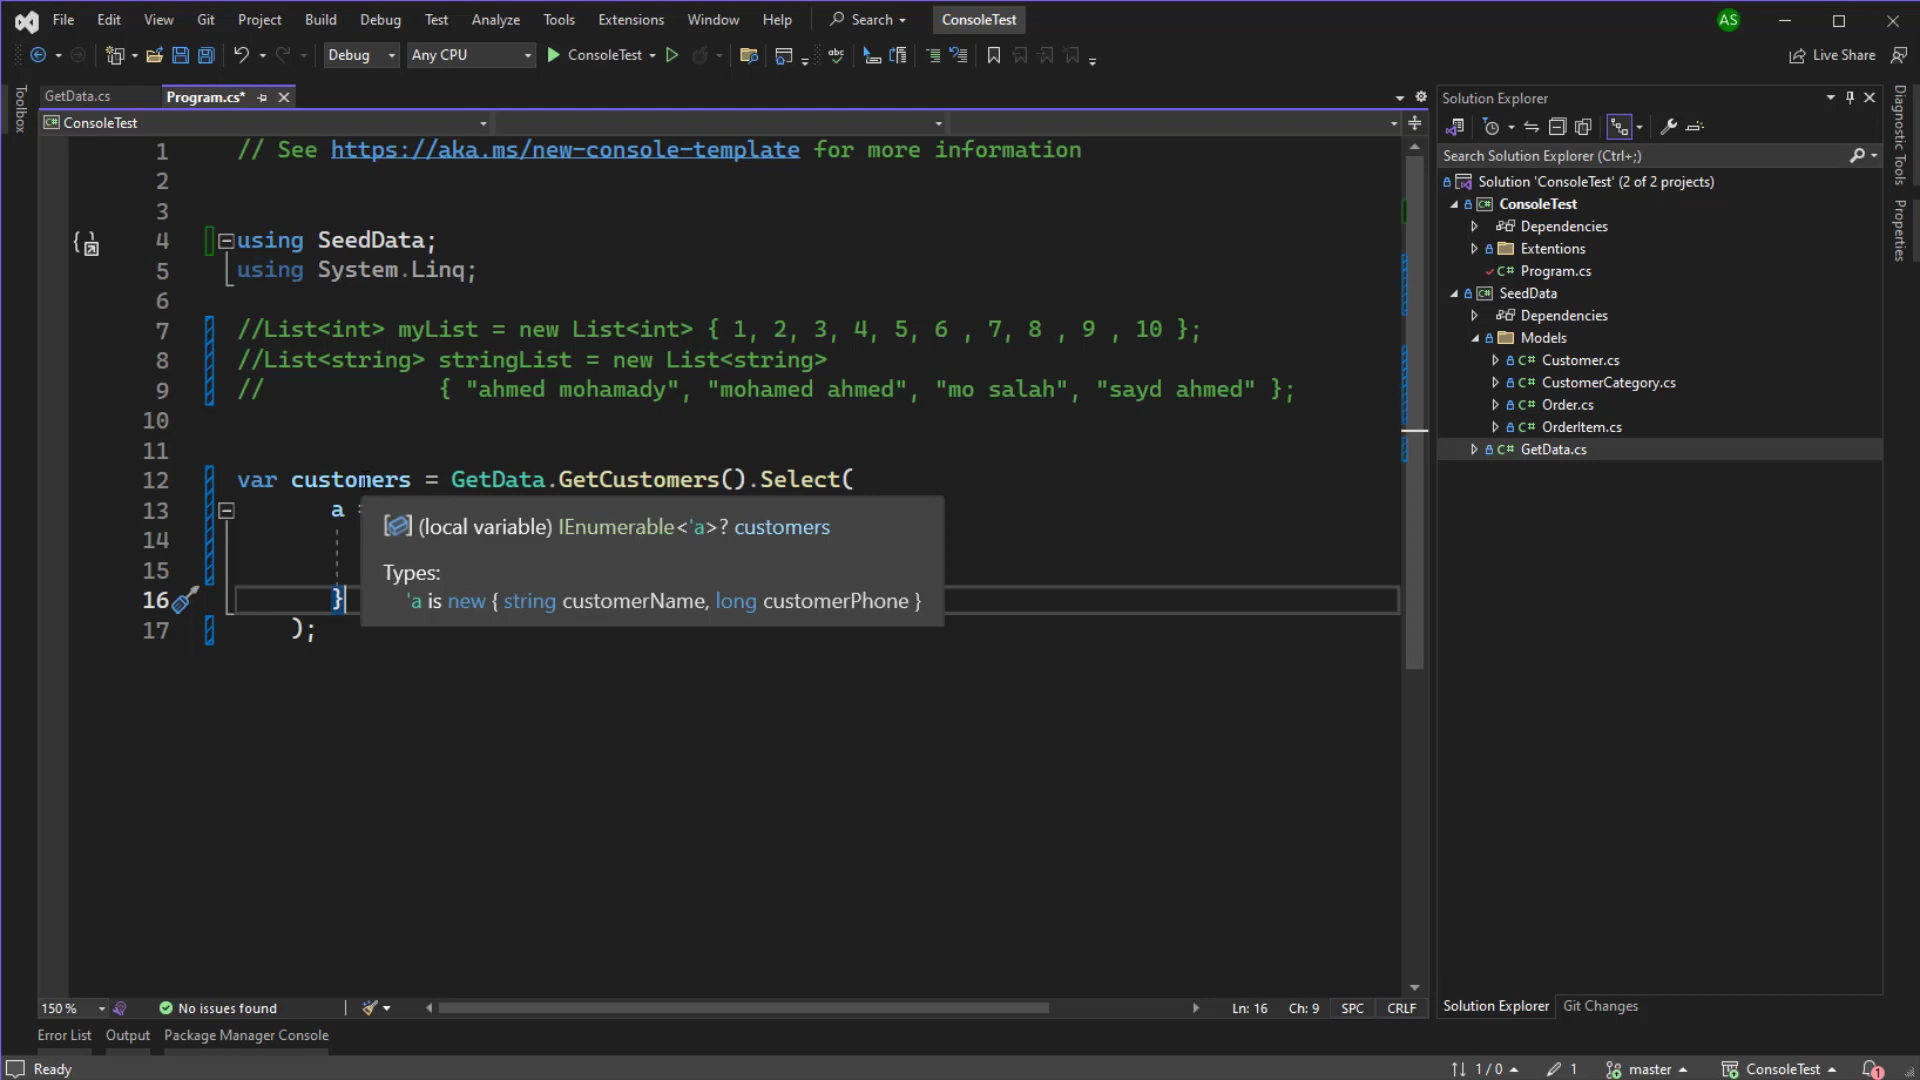 File Edit View Git Project Build Debug Test Analyze Tools Extensions Window Help Search ConsoleTest AS
Debug Any CPU ConsoleTest Live Share
Toolbox
GetData.cs Program.cs*
ConsoleTest
1 // See https://aka.ms/new-console-template for more information
2
3
4 using SeedData;
5 using System.Linq;
6
7 //List<int> myList = new List<int> { 1, 2, 3, 4, 5, 6 , 7, 8 , 9 , 10 };
8 //List<string> stringList = new List<string>
9 // { "ahmed mohamady", "mohamed ahmed", "mo salah", "sayd ahmed" };
10
11
12 var customers = GetData.GetCustomers().Select(
13 a
14
15
16 }
17 );
(local variable) IEnumerable<'a>? customers
Types:
'a is new { string customerName, long customerPhone }
150 % No issues found Ln: 16 Ch: 9 SPC CRLF
Error List Output Package Manager Console
Solution Explorer
Search Solution Explorer (Ctrl+;)
Solution 'ConsoleTest' (2 of 2 projects)
ConsoleTest
Dependencies
Extentions
C# Program.cs
SeedData
Dependencies
Models
C# Customer.cs
C# CustomerCategory.cs
C# Order.cs
C# OrderItem.cs
C# GetData.cs
Solution Explorer Git Changes
Diagnostic Tools
Properties
Ready 1 / 0 1 master ConsoleTest 1